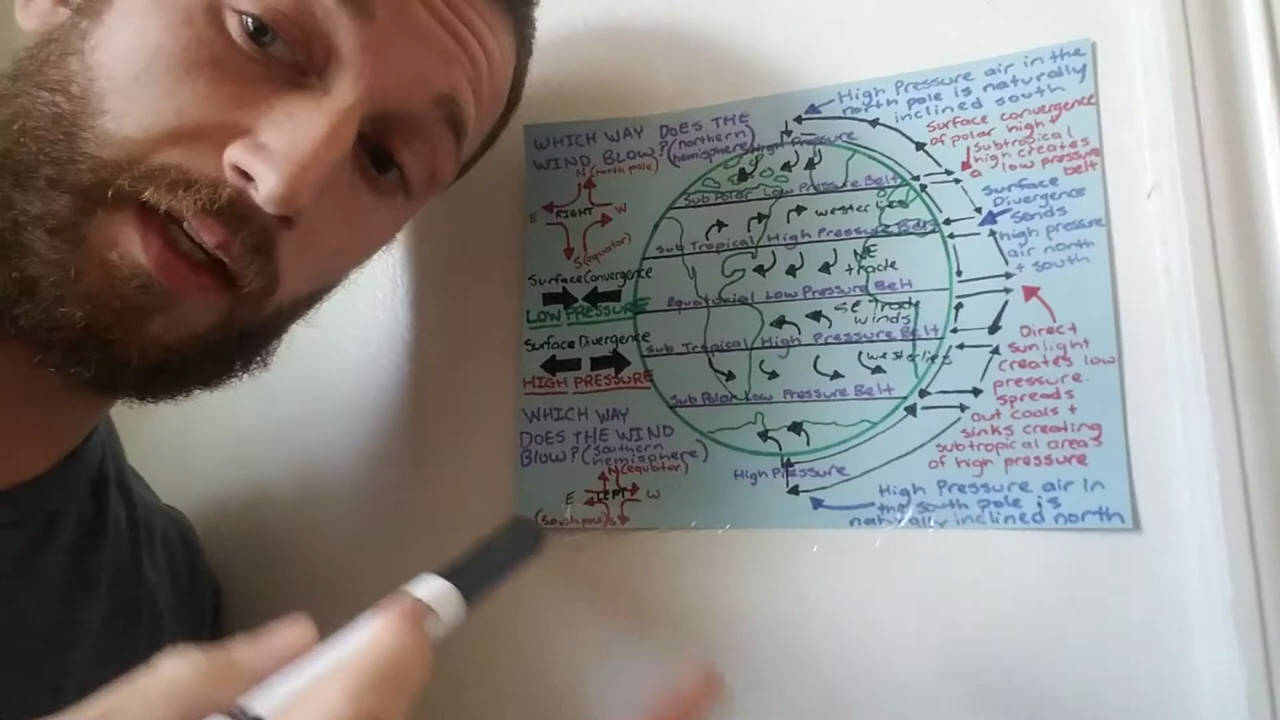 WHICH WAY DOES THE
WIND BLOW? (northern
hemisphere)
N (north pole)
E RIGHT W
S (equator)
Surface Convergence
LOW PRESSURE
Surface Divergence
HIGH PRESSURE
WHICH WAY
DOES THE WIND
BLOW? (southern
hemisphere)
N (equator)
E LEFT W
(south pole) S
High Pressure
Sub Polar Low Pressure Belt
westerlies
Sub Tropical High Pressure Belt
NE
trade
Equatorial Low Pressure Belt
SE Trade
winds
Sub Tropical High Pressure Belt
westerlies
Sub Polar Low Pressure Belt
High Pressure
High Pressure air in the
north pole is naturally
inclined south
Surface convergence
of polar high +
subtropical
high creates
a low pressure
belt
Surface
Divergence
sends
high pressure
air north
+ south
Direct
sunlight
creates low
pressure.
spreads
out cools +
sinks creating
subtropical areas
of high pressure
High Pressure air in
the south pole is
naturally inclined north